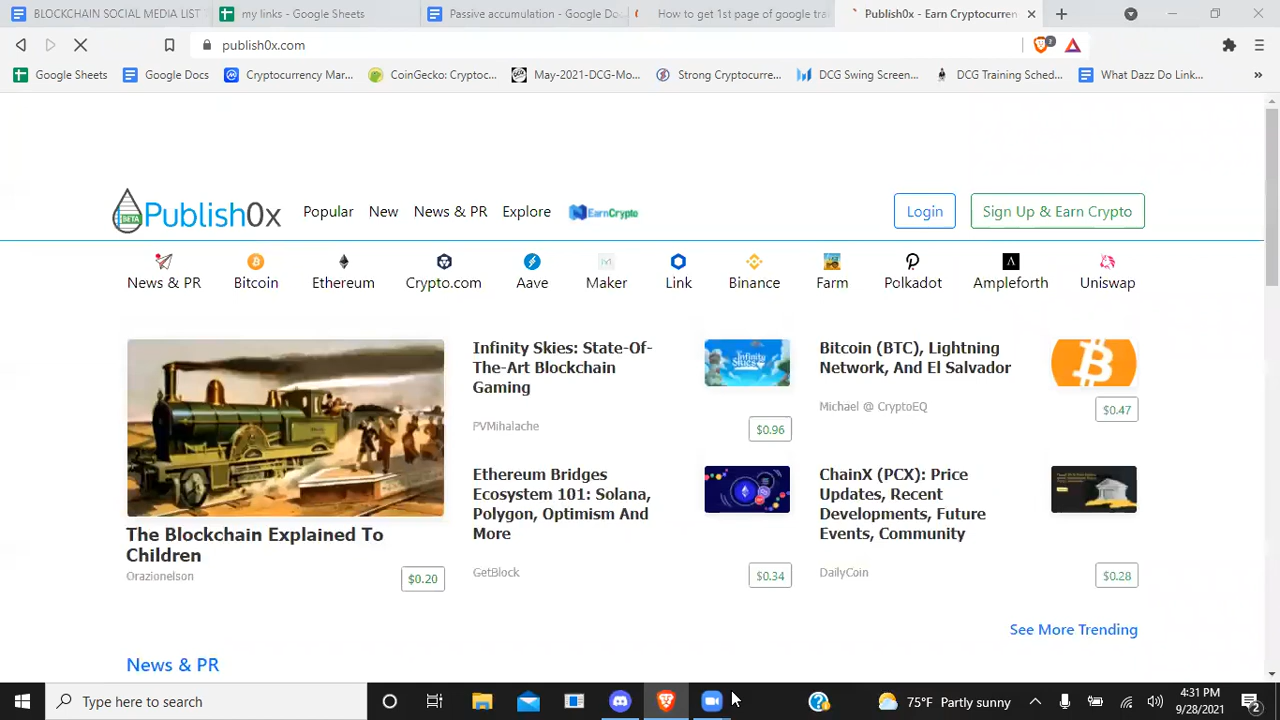 BLOCKCHAIN SOCIAL MEDIA LIST
my links - Google Sheets
Passive accumulation - Google Do
How to get 1st page of google tra
Publish0x - Earn Cryptocurren
publish0x.com
2
Google Sheets
Google Docs
Cryptocurrency Mar...
CoinGecko: Cryptoc...
May-2021-DCG-Mo...
Strong Cryptocurre...
DCG Swing Screen...
DCG Training Sched...
What Dazz Do Link...
BETA
Publish0x
Popular
New
News & PR
Explore
EarnCrypto
Login
Sign Up & Earn Crypto
News & PR
Bitcoin
Ethereum
Crypto.com
Aave
Maker
Link
Binance
Farm
Polkadot
Ampleforth
Uniswap
The Blockchain Explained To
Children
Orazionelson
$0.20
Infinity Skies: State-Of-
The-Art Blockchain
Gaming
PVMihalache
$0.96
Bitcoin (BTC), Lightning
Network, And El Salvador
Michael @ CryptoEQ
$0.47
Ethereum Bridges
Ecosystem 101: Solana,
Polygon, Optimism And
More
GetBlock
$0.34
ChainX (PCX): Price
Updates, Recent
Developments, Future
Events, Community
DailyCoin
$0.28
See More Trending
News & PR
Type here to search
75°F Partly sunny
4:31 PM
9/28/2021
2